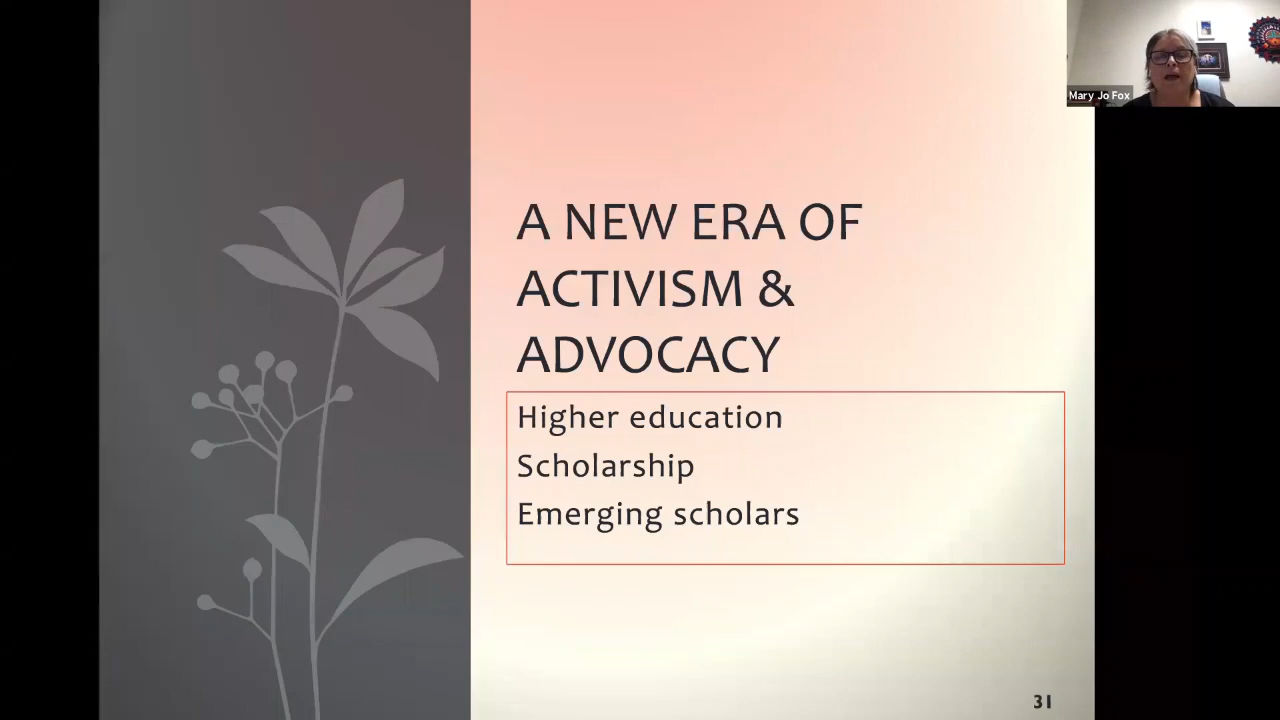 Mary Jo Fox
A NEW ERA OF
ACTIVISM &
ADVOCACY
Higher education
Scholarship
Emerging scholars
31